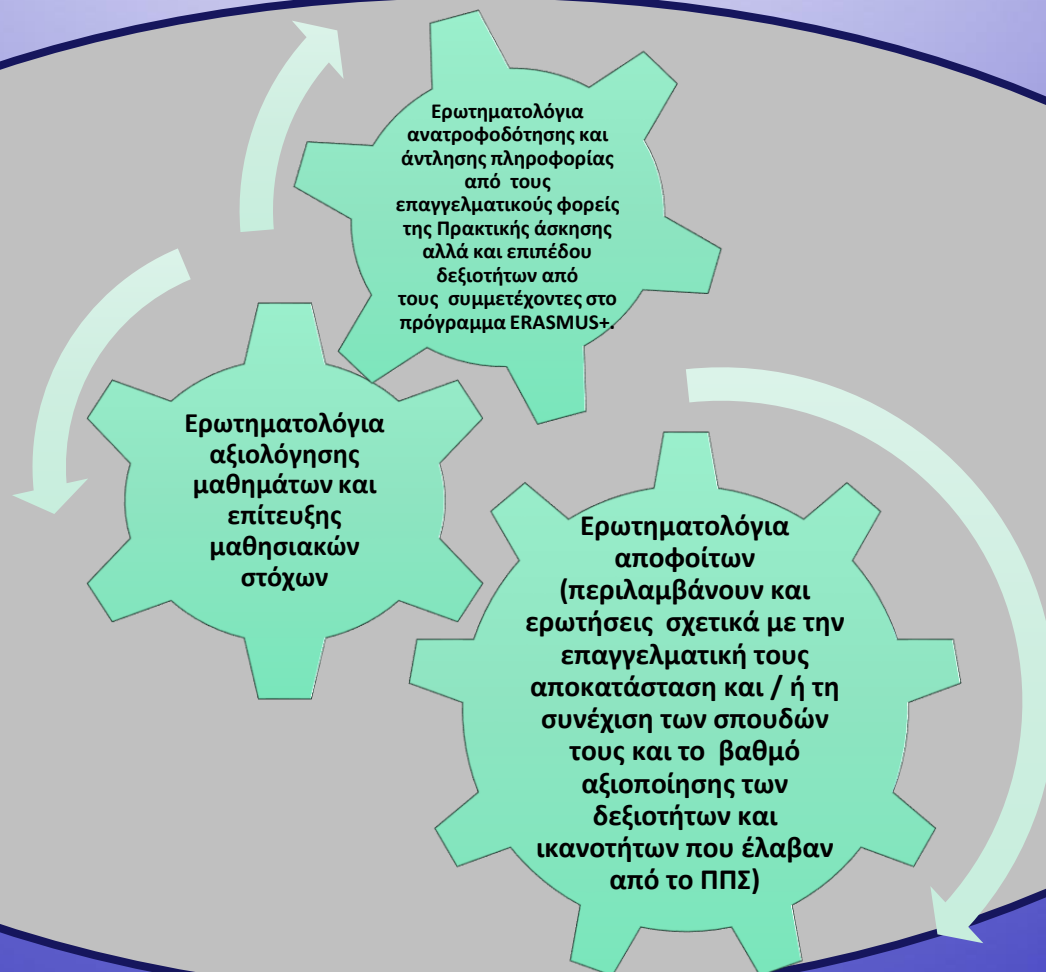 Ερωτηματολόγια
ανατροφοδότησης και
άντλησης πληροφορίας
από τους
επαγγελματικούς φορείς
της Πρακτικής άσκησης
αλλά και επιπέδου
δεξιοτήτων από
τους συμμετέχοντες στο
πρόγραμμα ERASMUS+.
Ερωτηματολόγια
αξιολόγησης
μαθημάτων και
επίτευξης
μαθησιακών
στόχων
Ερωτηματολόγια
αποφοίτων
(περιλαμβάνουν και
ερωτήσεις σχετικά με την
επαγγελματική τους
αποκατάσταση και / ή τη
συνέχιση των σπουδών
τους και το βαθμό
αξιοποίησης των
δεξιοτήτων και
ικανοτήτων που έλαβαν
από το ΠΠΣ)